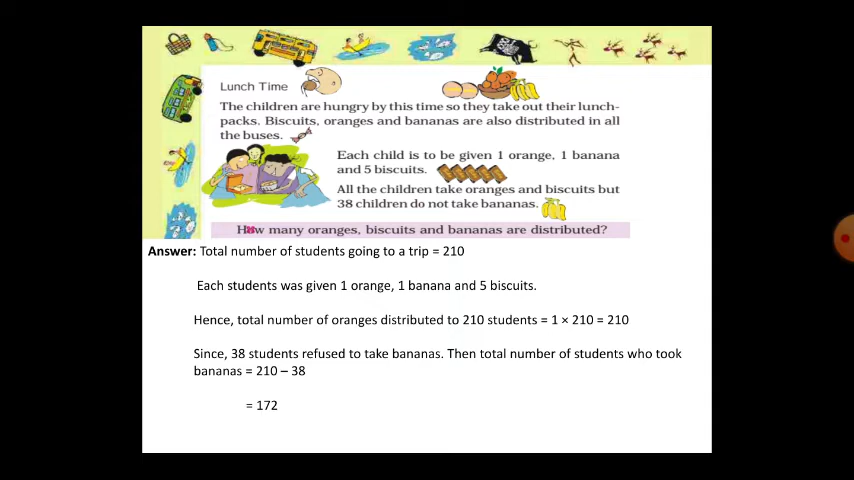 Lunch Time
The children are hungry by this time so they take out their lunch-
packs. Biscuits, oranges and bananas are also distributed in all
the buses.
Each child is to be given 1 orange, 1 banana
and 5 biscuits.
All the children take oranges and biscuits but
38 children do not take bananas.
How many oranges, biscuits and bananas are distributed?
Answer: Total number of students going to a trip = 210
Each students was given 1 orange, 1 banana and 5 biscuits.
Hence, total number of oranges distributed to 210 students = 1 × 210 = 210
Since, 38 students refused to take bananas. Then total number of students who took
bananas = 210 – 38
= 172